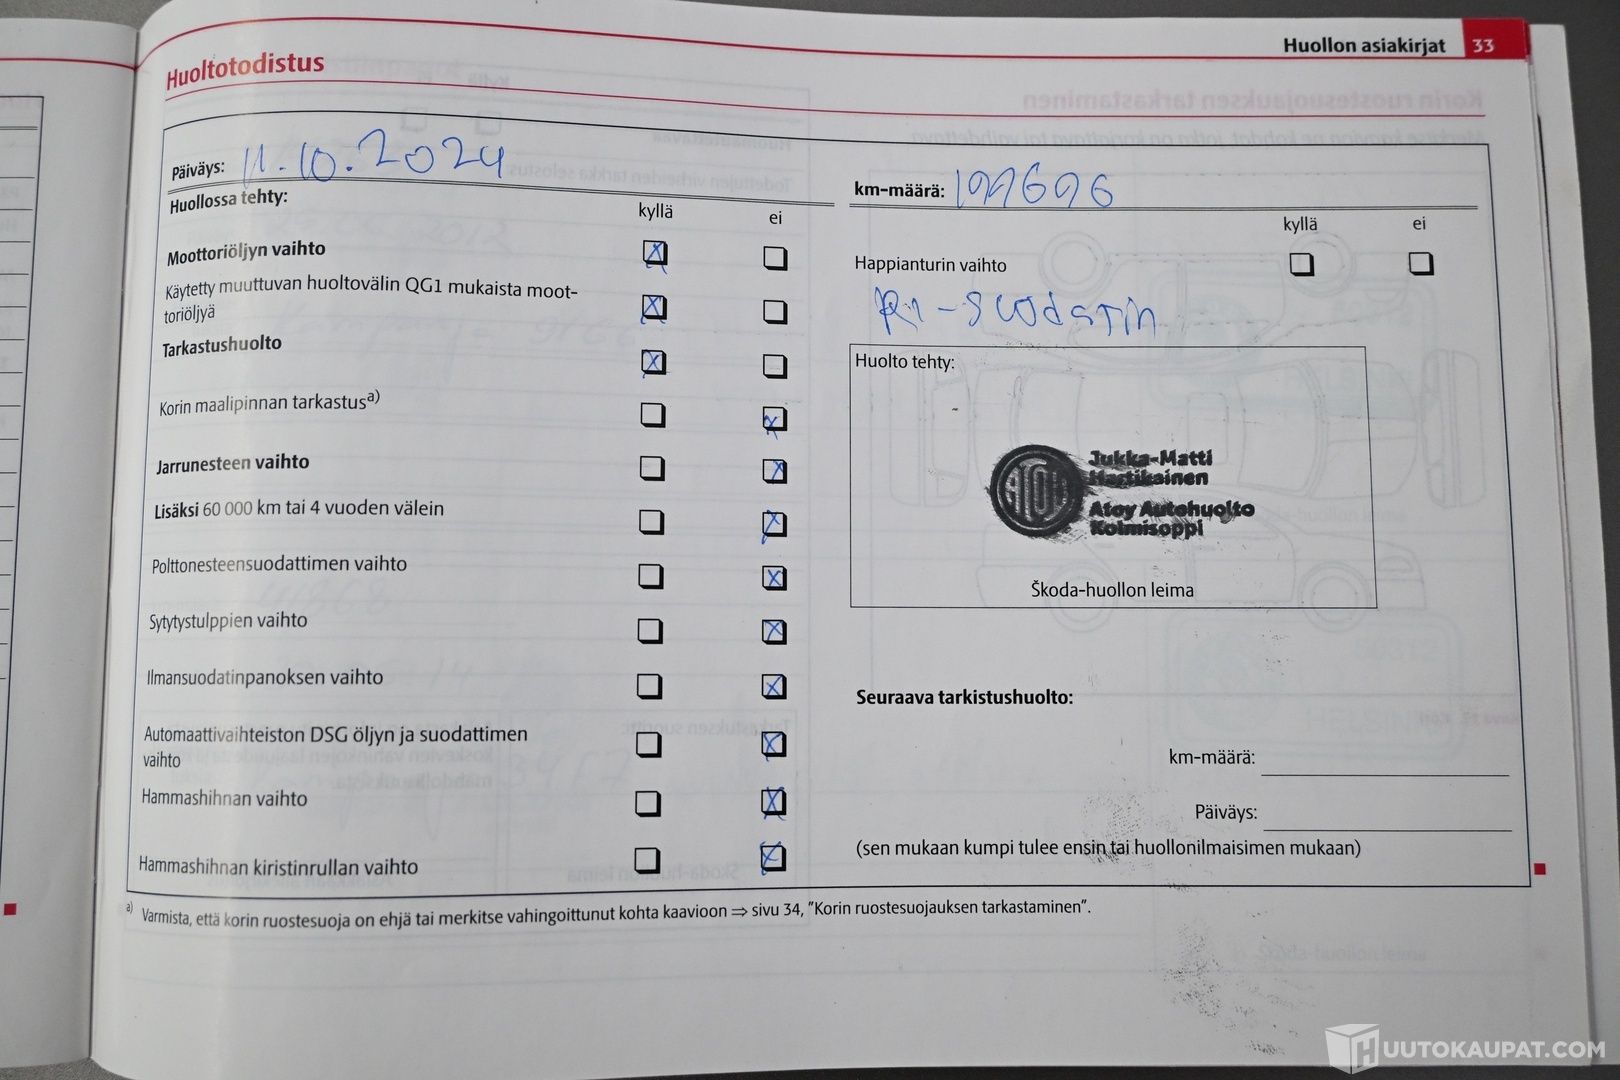 Huollon asiakirjat 33
Huoltotodistus
Päiväys: 11.10.2024
Huollossa tehty:
kyllä ei
Moottoriöljyn vaihto
Käytetty muuttuvan huoltovälin QG1 mukaista moot-
toriöljyä
Tarkastushuolto
Korin maalipinnan tarkastusa)
Jarrunesteen vaihto
Lisäksi 60 000 km tai 4 vuoden välein
Polttonesteensuodattimen vaihto
Sytytystulppien vaihto
Ilmansuodatinpanoksen vaihto
Automaattivaihteiston DSG öljyn ja suodattimen
vaihto
Hammashihnan vaihto
Hammashihnan kiristinrullan vaihto
km-määrä:
kyllä ei
Happianturin vaihto
-suodatin
Huolto tehty:
Jukka-Matti
Hartikainen
Atoy Autohuolto
Kolmisoppi
Škoda-huollon leima
Seuraava tarkistushuolto:
km-määrä:
Päiväys:
(sen mukaan kumpi tulee ensin tai huollonilmaisimen mukaan)
a) Varmista, että korin ruostesuoja on ehjä tai merkitse vahingoittunut kohta kaavioon ⇒ sivu 34, "Korin ruostesuojauksen tarkastaminen".
HUUTOKAUPAT.COM